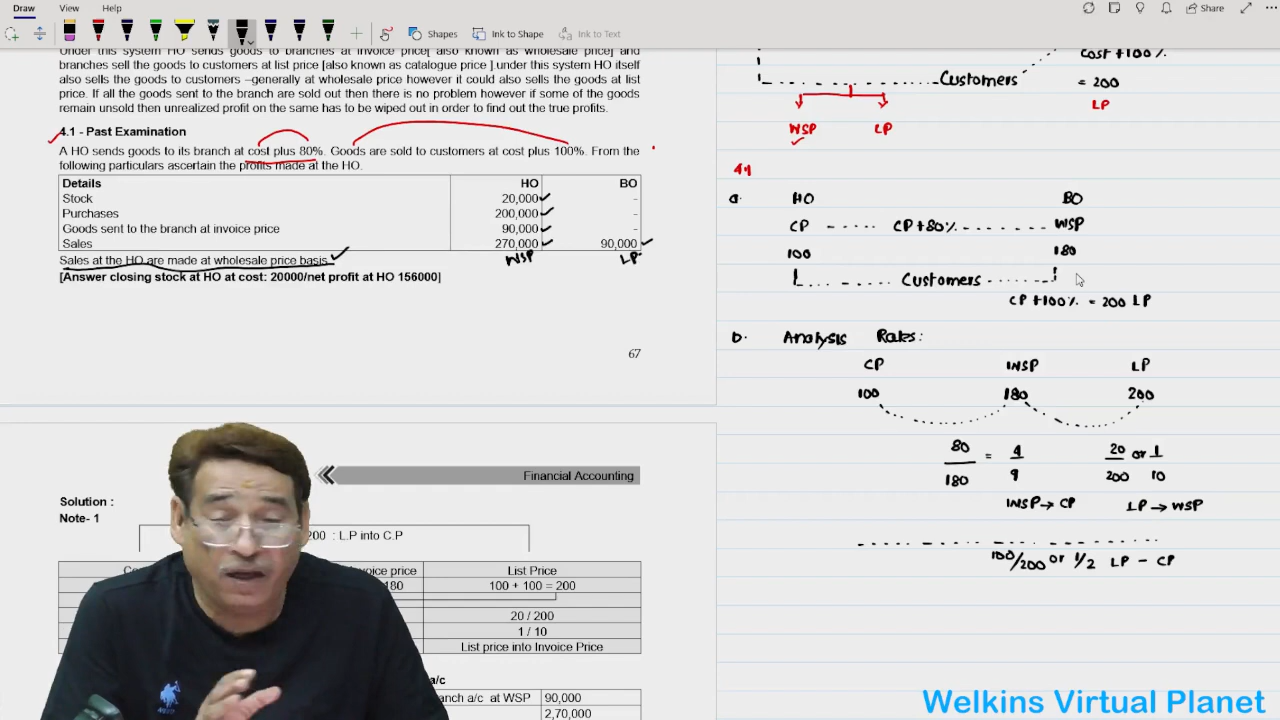 Draw View Help
Share
Shapes Ink to Shape Ink to Text
Under this system HO sends goods to branches at invoice price[ also known as wholesale price] and
branches sell the goods to customers at list price [also known as catalogue price ].under this system HO itself
also sells the goods to customers –generally at wholesale price however it could also sells the goods at list
price. If all the goods sent to the branch are sold out then there is no problem however if some of the goods
remain unsold then unrealized profit on the same has to be wiped out in order to find out the true profits.
4.1 - Past Examination
A HO sends goods to its branch at cost plus 80%. Goods are sold to customers at cost plus 100%. From the
following particulars ascertain the profits made at the HO.
Details HO BO
Stock 20,000 -
Purchases 200,000 -
Goods sent to the branch at invoice price 90,000 -
Sales 270,000 90,000
WSP LP
Sales at the HO are made at wholesale price basis
[Answer closing stock at HO at cost: 20000/net profit at HO 156000]
67
Financial Accounting
Solution :
Note- 1
200 : L.P into C.P
voice price List Price
180 100 + 100 = 200
20 / 200
1 / 10
List price into Invoice Price
a/c
anch a/c at WSP 90,000
2,70,000
Cost +100%
Customers = 200
LP
WSP LP
4.1
a. HO BO
CP CP+80% WSP
100 180
Customers
CP+100% = 200 LP
b. Analysis Rates:
CP INSP LP
100 180 200
80 = 4 20 or 1
180 9 200 10
INSP → CP LP → WSP
100/200 or 1/2 LP - CP
Welkins Virtual Planet